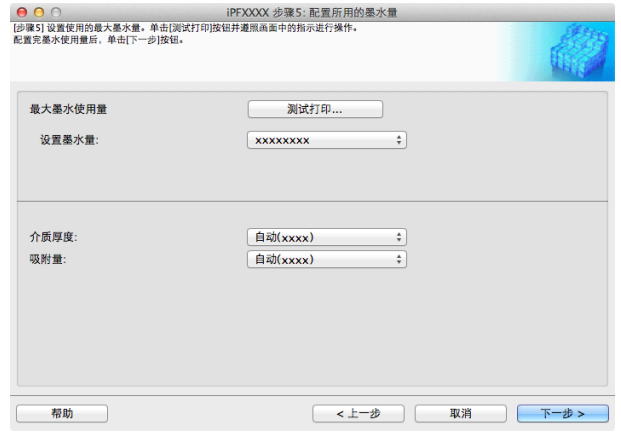 iPFXXXX 步骤5: 配置所用的墨水量
[步骤5] 设置使用的最大墨水量。单击[测试打印]按钮并遵照画面中的指示进行操作。
配置完墨水使用量后，单击[下一步]按钮。
最大墨水使用量 测试打印...
设置墨水量: xxxxxxxx
介质厚度: 自动(xxxx)
吸附量: 自动(xxxx)
帮助 < 上一步 取消 下一步 >